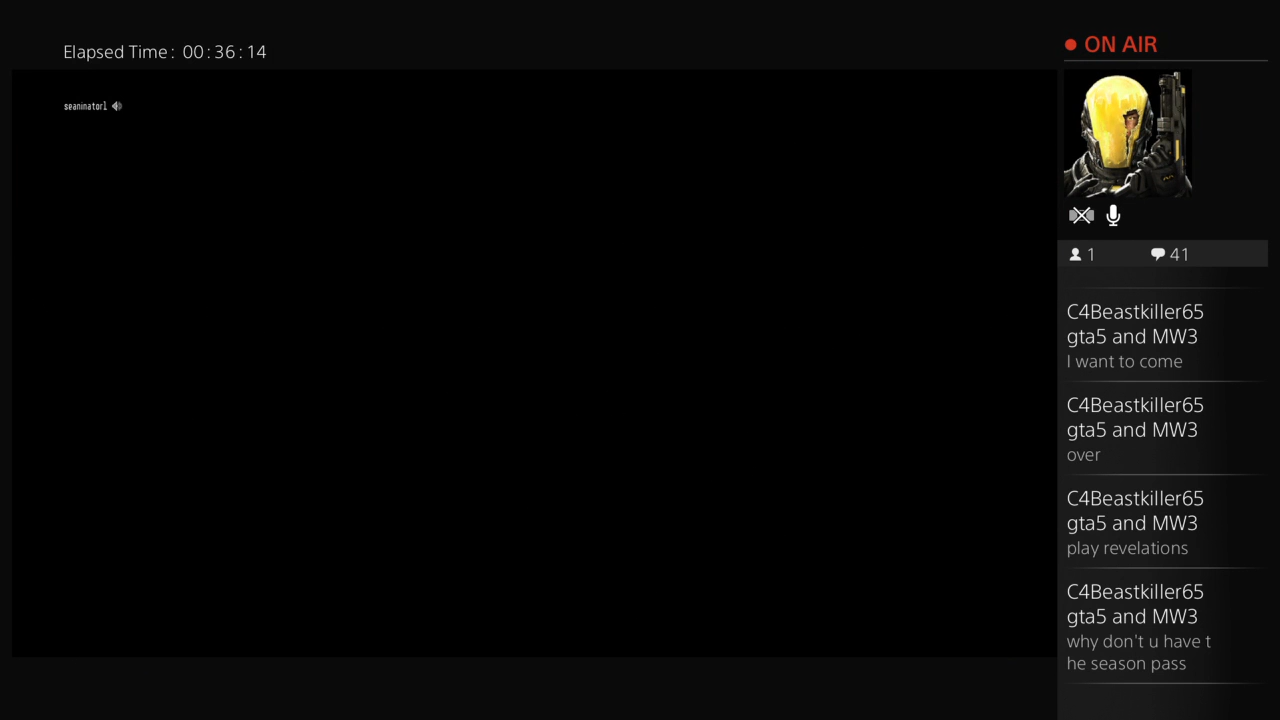 Elapsed Time: 00:36:14
seaninator1
ON AIR
1
41
C4Beastkiller65
gta5 and MW3
I want to come
C4Beastkiller65
gta5 and MW3
over
C4Beastkiller65
gta5 and MW3
play revelations
C4Beastkiller65
gta5 and MW3
why don't u have t
he season pass